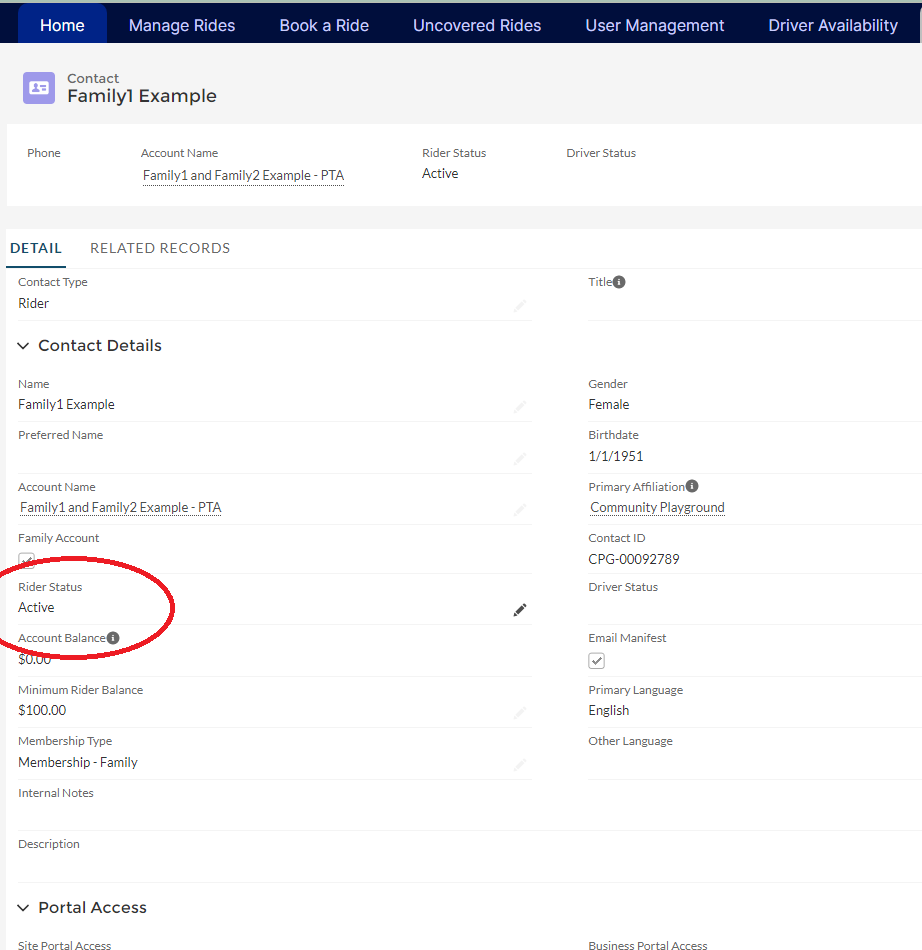 Home Manage Rides Book a Ride Uncovered Rides User Management Driver Availability
Contact
Family1 Example
Phone Account Name Rider Status Driver Status
Family1 and Family2 Example - PTA Active
DETAIL RELATED RECORDS
Contact Type Title
Rider
Contact Details
Name Gender
Family1 Example Female
Preferred Name Birthdate
1/1/1951
Account Name Primary Affiliation
Family1 and Family2 Example - PTA Community Playground
Family Account Contact ID
CPG-00092789
Rider Status Driver Status
Active
Account Balance Email Manifest
$0.00
Minimum Rider Balance Primary Language
$100.00 English
Membership Type Other Language
Membership - Family
Internal Notes
Description
Portal Access
Site Portal Access Business Portal Access